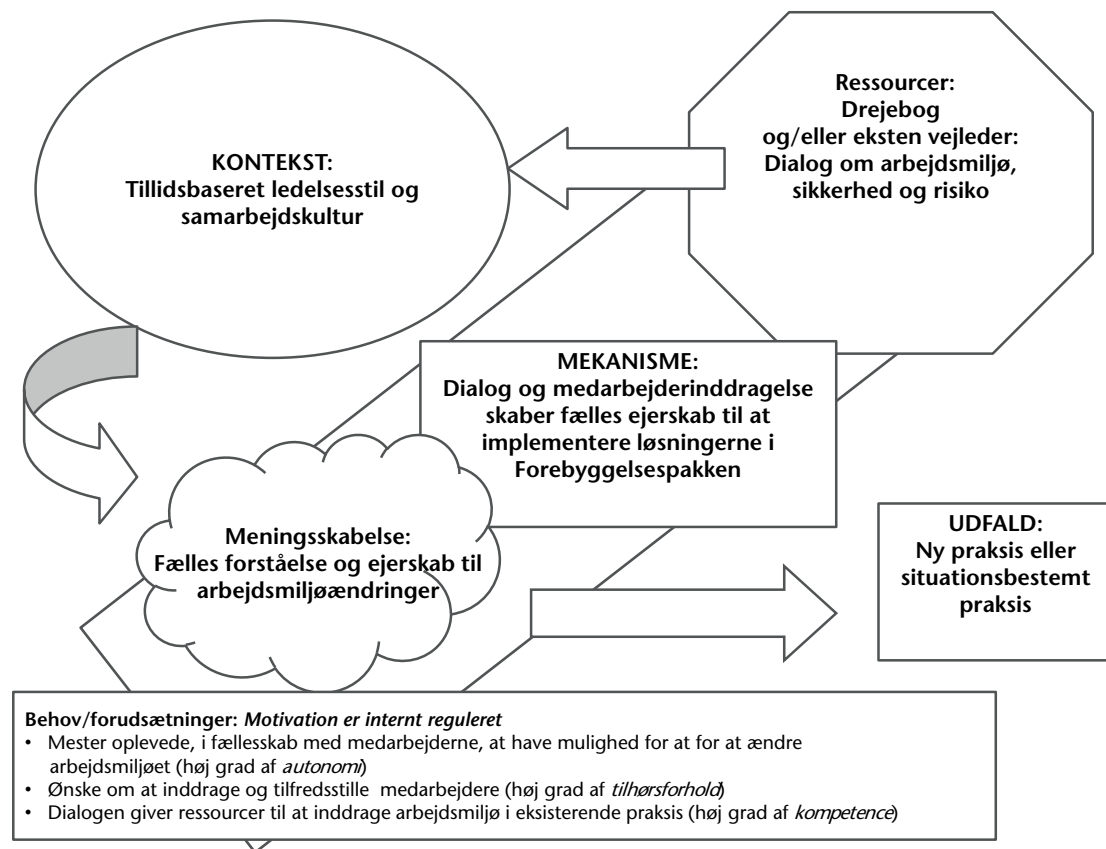 KONTEKST:
Tillidsbaseret ledelsesstil og
samarbejdskultur
Ressourcer:
Drejebog
og/eller eksten vejleder:
Dialog om arbejdsmiljø,
sikkerhed og risiko
MEKANISME:
Dialog og medarbejderinddragelse
skaber fælles ejerskab til at
implementere løsningerne i
Forebyggelsespakken
Meningsskabelse:
Fælles forståelse og ejerskab til
arbejdsmiljøændringer
UDFALD:
Ny praksis eller
situationsbestemt
praksis
Behov/forudsætninger: Motivation er internt reguleret
• Mester oplevede, i fællesskab med medarbejderne, at have mulighed for at for at ændre
arbejdsmiljøet (høj grad af autonomi)
• Ønske om at inddrage og tilfredsstille medarbejdere (høj grad af tilhørsforhold)
• Dialogen giver ressourcer til at inddrage arbejdsmiljø i eksisterende praksis (høj grad af kompetence)